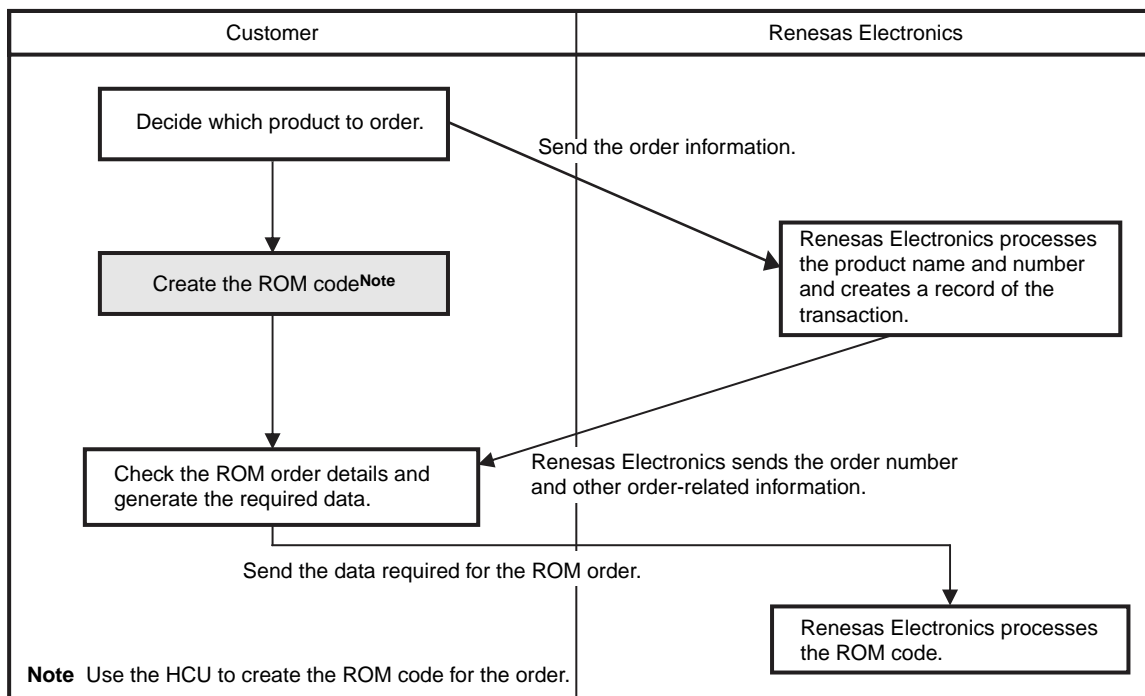 Customer
Renesas Electronics
Decide which product to order.
Send the order information.
Renesas Electronics processes
the product name and number
and creates a record of the
transaction.
Create the ROM codeNote
Check the ROM order details and
generate the required data.
Renesas Electronics sends the order number
and other order-related information.
Send the data required for the ROM order.
Renesas Electronics processes
the ROM code.
Note Use the HCU to create the ROM code for the order.